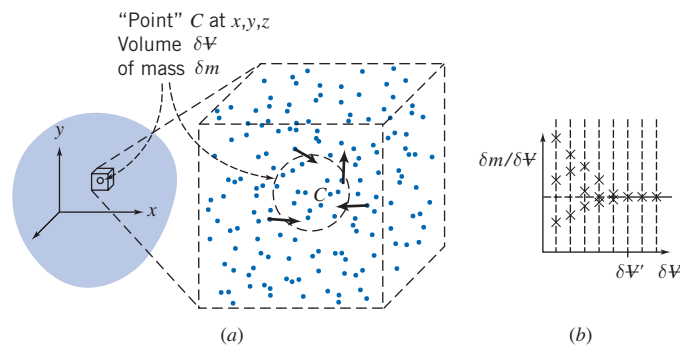 “Point” C at x,y,z
Volume δV̶
of mass δm
y
x
C
δm/δV̶
δV̶' δV̶
(a)
(b)